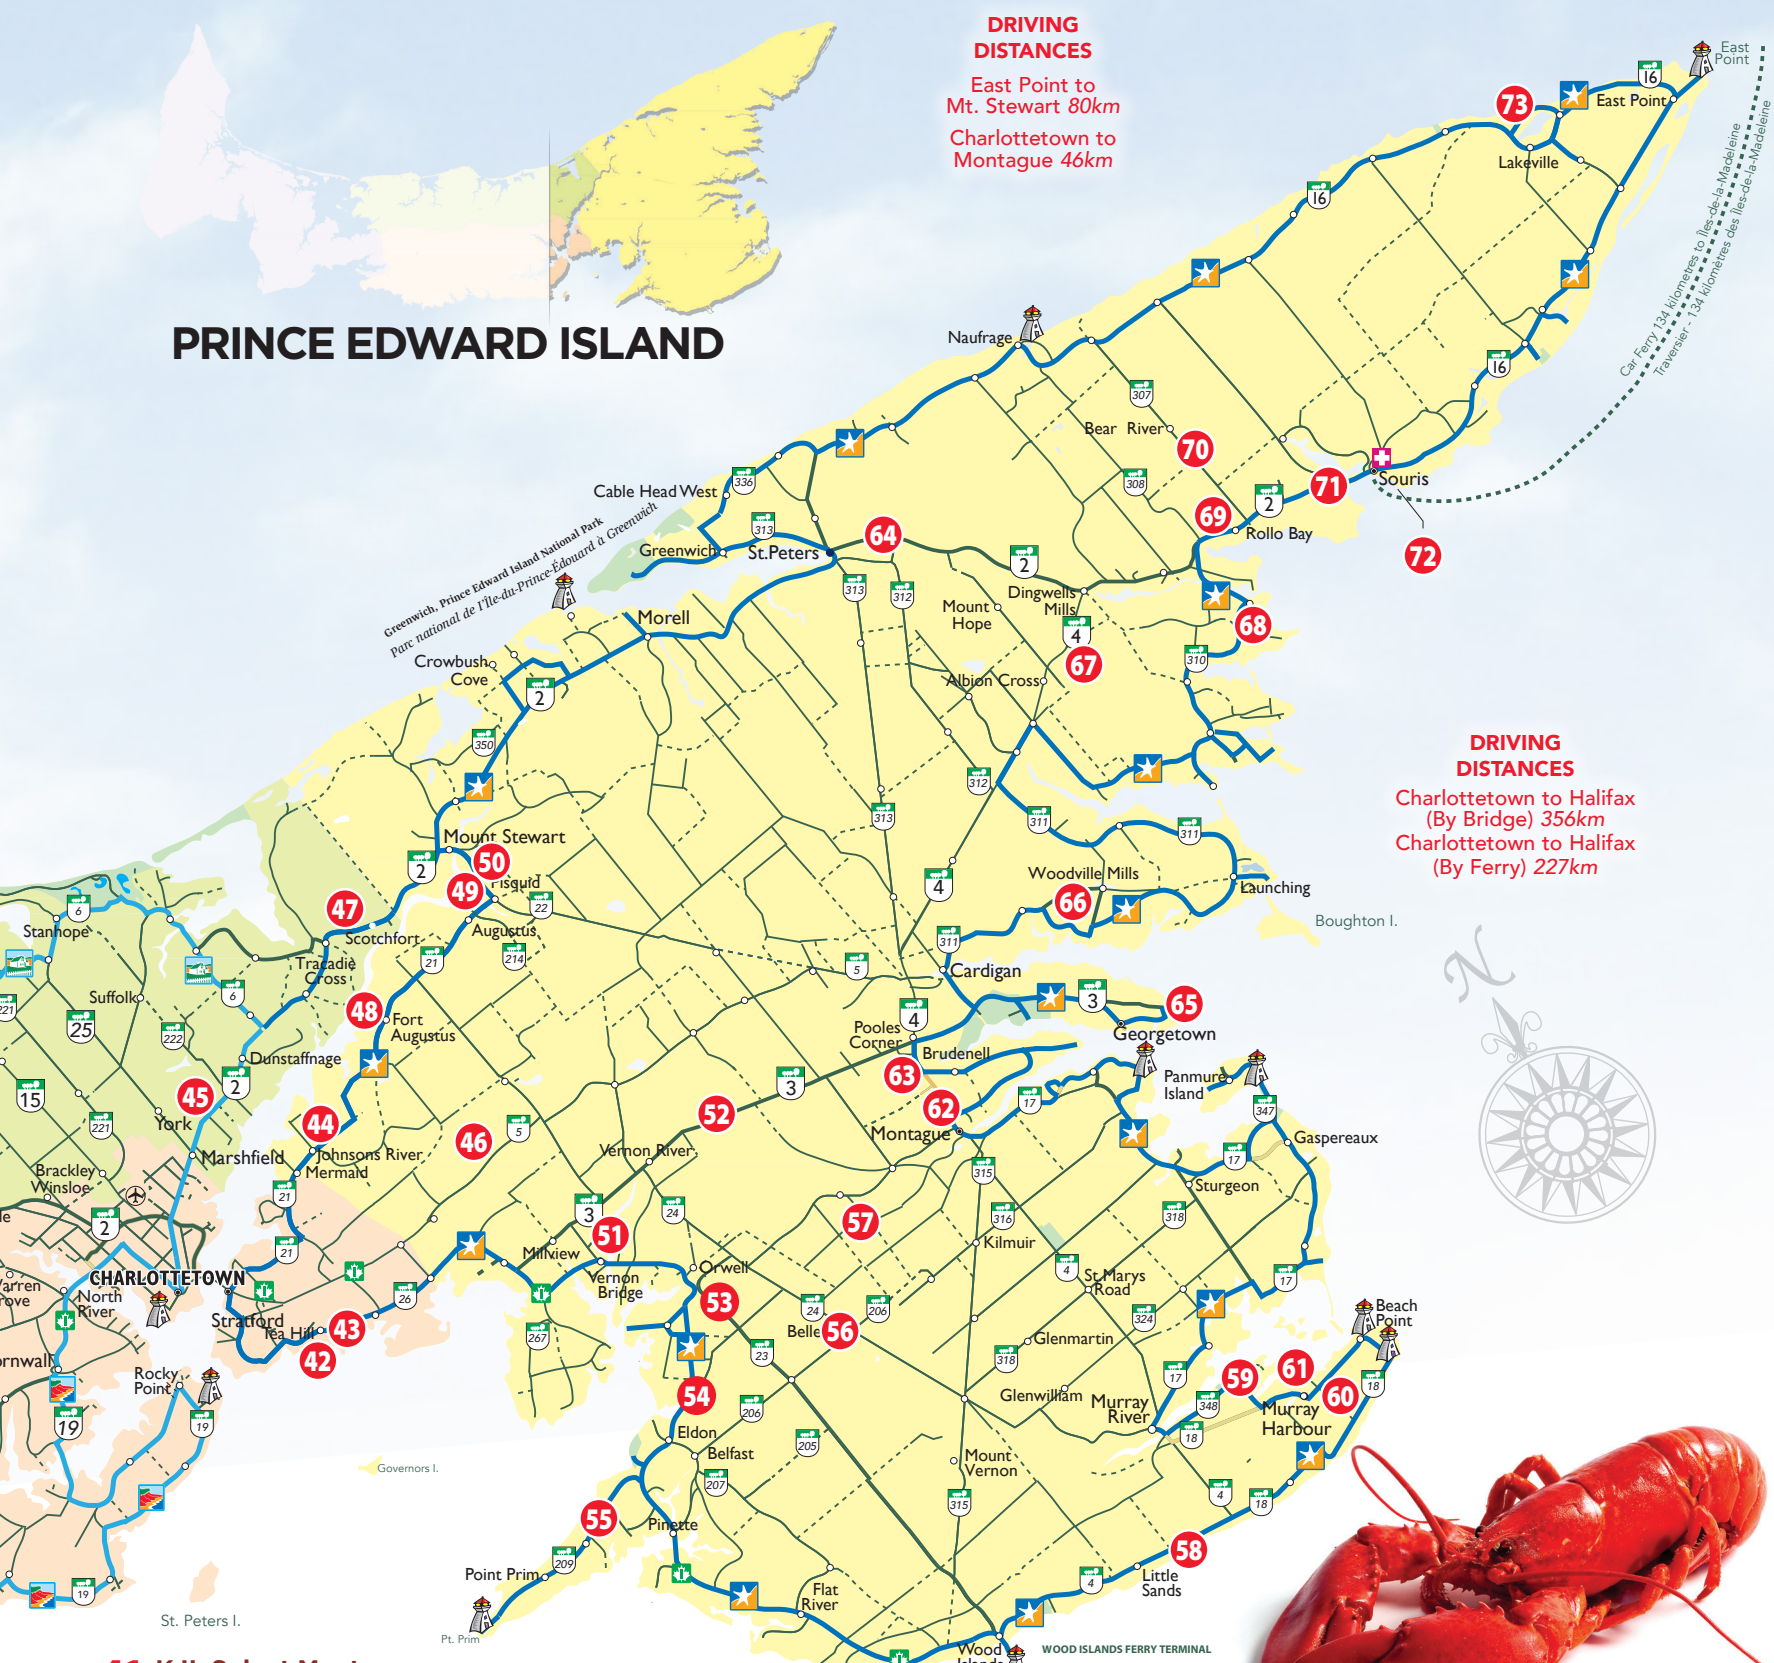 DRIVING
DISTANCES
East Point to
Mt. Stewart 80km
Charlottetown to
Montague 46km
PRINCE EDWARD ISLAND
East
Point
16
73
East Point
Lakeville
16
Car Ferry 134 kilometres to Îles-de-la-Madeleine
Traversier - 134 kilomètres des Îles-de-la-Madeleine
Naufrage
16
307
Bear River
70
308
71
Souris
2
69
Rollo Bay
72
336
Cable Head West
313
Greenwich
St.Peters
64
2
Greenwich, Prince Edward Island National Park
Parc national de l'Île-du-Prince-Édouard à Greenwich
313
312
Dingwells
Mills
Mount
Hope
4
67
68
310
Morell
Crowbush
Cove
2
Albion Cross
350
312
313
311
311
DRIVING
DISTANCES
Charlottetown to Halifax
(By Bridge) 356km
Charlottetown to Halifax
(By Ferry) 227km
Mount Stewart
50
2
49
Pisquid
22
4
Woodville Mills
66
Launching
Boughton I.
47
6
Stanhope
Scotchfort
Augustus
21
214
5
311
Cardigan
Tracadie
Cross
6
Suffolk
221
25
222
48
Fort
Augustus
4
Pooles
Corner
3
65
Georgetown
N
Dunstaffnage
2
15
45
York
221
44
46
5
52
3
63
Brudenell
62
17
Montague
Panmure
Island
347
Gaspereaux
Johnsons River
Marshfield
Mermaid
Brackley
Winsloe
21
2
21
Vernon River
24
3
51
57
315
316
17
Sturgeon
318
Kilmuir
Millview
Vernon
Bridge
Orwell
CHARLOTTETOWN
North
River
Stratford
Tea Hill
43
42
26
267
53
24
206
Belle
56
23
4
St.Marys
Road
324
17
Beach
Point
Glenmartin
318
Rocky
Point
19
19
54
206
Glenwilliam
Murray
River
17
348
59
61
60
18
Murray
Harbour
18
Eldon
Belfast
205
207
Mount
Vernon
315
4
18
Governors I.
55
Pinette
209
Point Prim
Pt. Prim
19
St. Peters I.
Flat
River
4
58
Little
Sands
Wood
WOOD ISLANDS FERRY TERMINAL